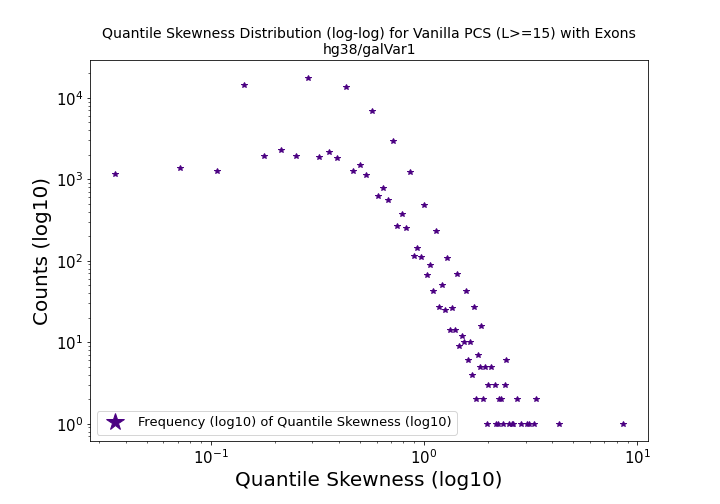 Quantile Skewness Distribution (log-log) for Vanilla PCS (L>=15) with Exons
hg38/galVar1
Counts (log10)
10^4
10^3
10^2
10^1
10^0
Frequency (log10) of Quantile Skewness (log10)
10^-1 10^0 10^1
Quantile Skewness (log10)